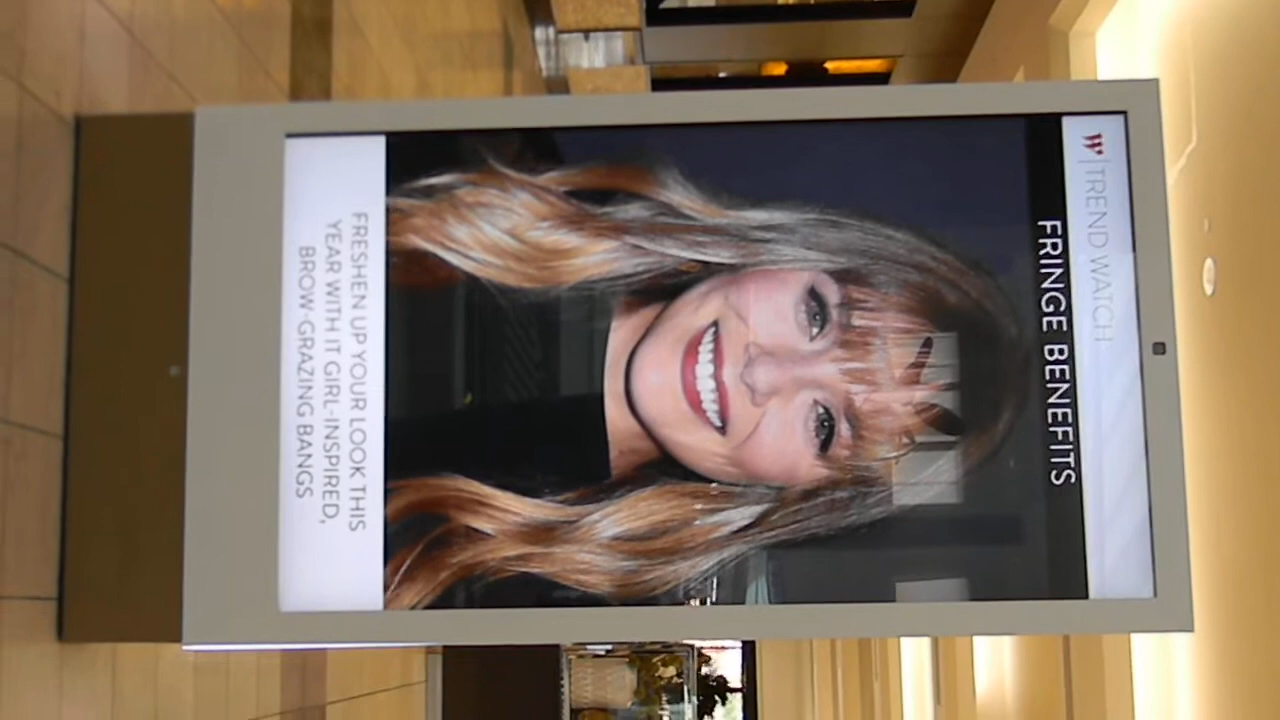 W | TREND WATCH
FRINGE BENEFITS
FRESHEN UP YOUR LOOK THIS
YEAR WITH IT GIRL-INSPIRED,
BROW-GRAZING BANGS